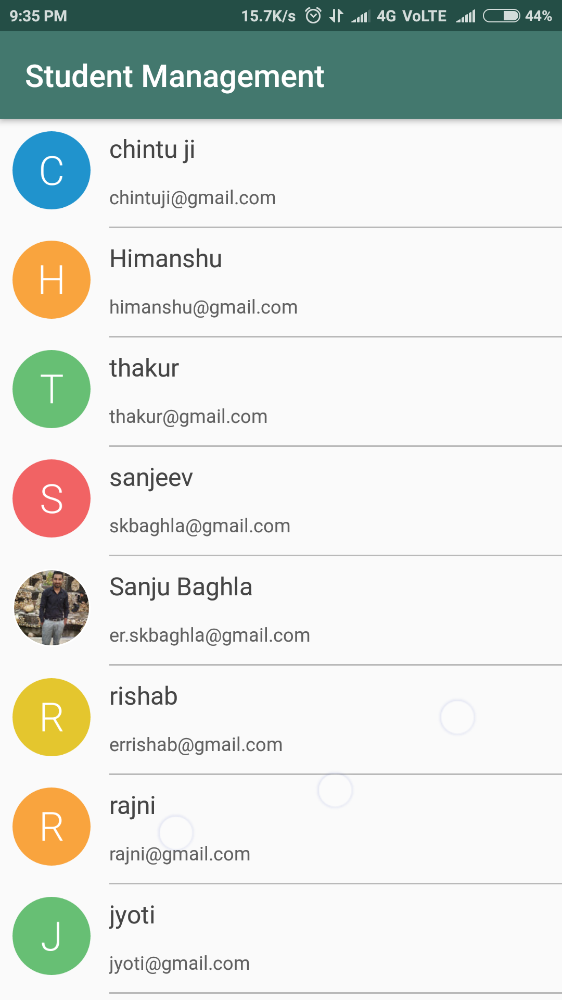 9:35 PM 15.7K/s 4G VoLTE 44%
Student Management
C
chintu ji
chintuji@gmail.com
H
Himanshu
himanshu@gmail.com
T
thakur
thakur@gmail.com
S
sanjeev
skbaghla@gmail.com
Sanju Baghla
er.skbaghla@gmail.com
R
rishab
errishab@gmail.com
R
rajni
rajni@gmail.com
J
jyoti
jyoti@gmail.com